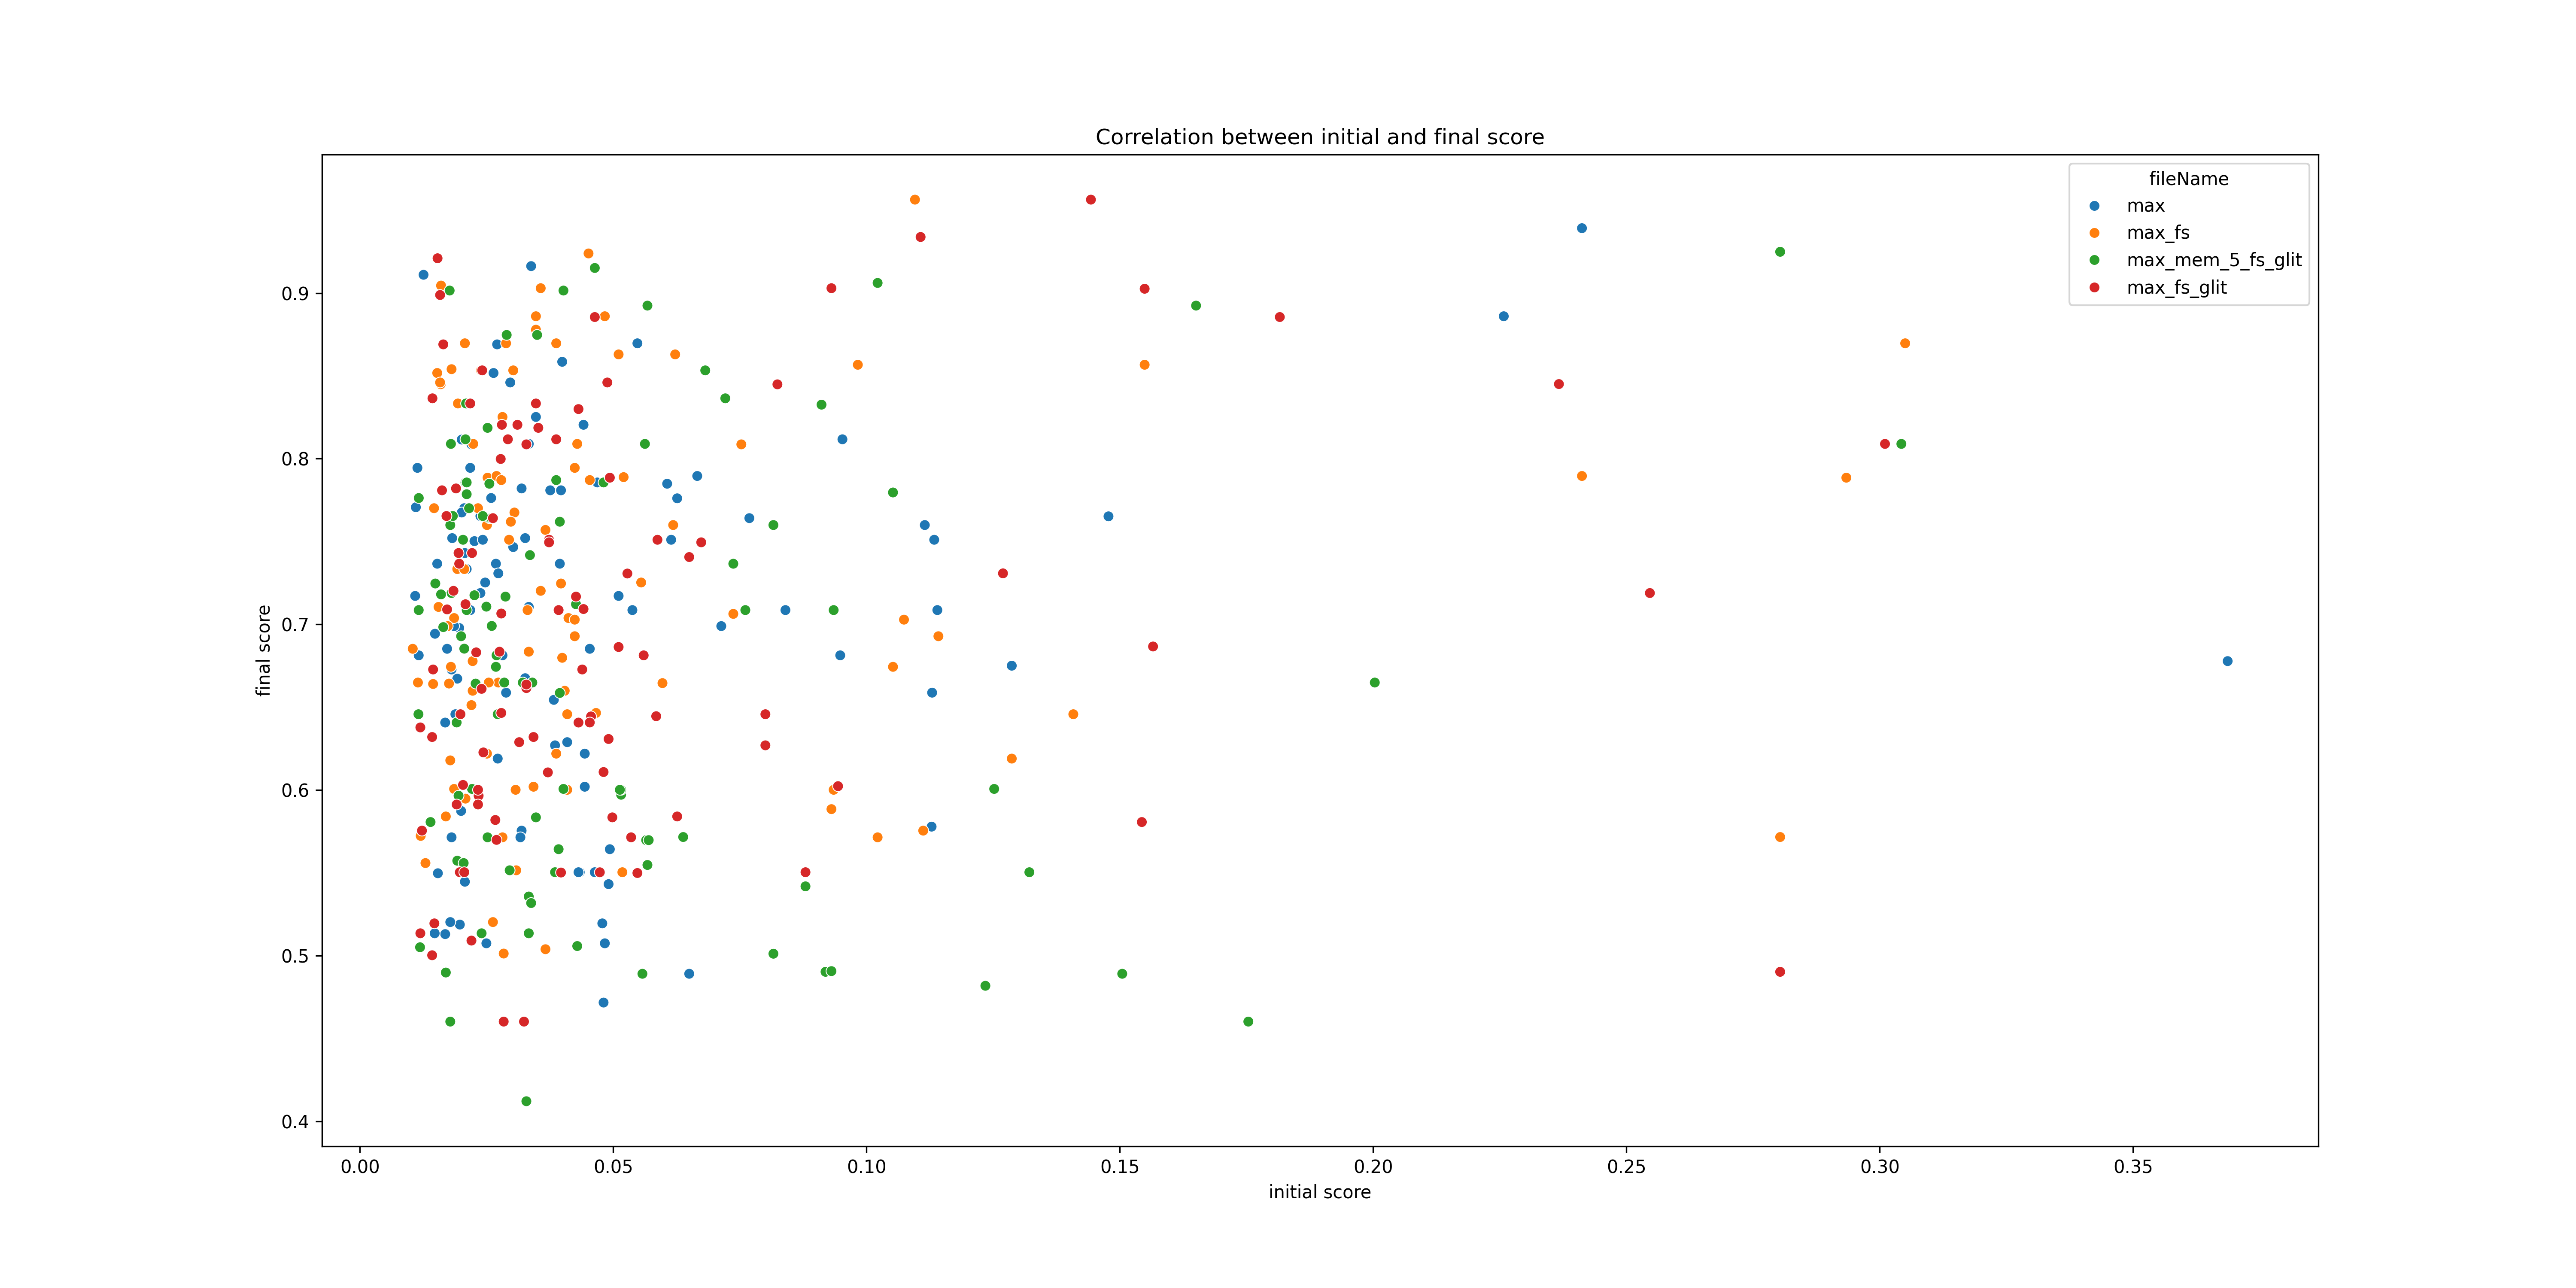 Correlation between initial and final score
fileName
max
max_fs
max_mem_5_fs_glit
max_fs_glit
final score
0.9
0.8
0.7
0.6
0.5
0.4
0.00 0.05 0.10 0.15 0.20 0.25 0.30 0.35
initial score